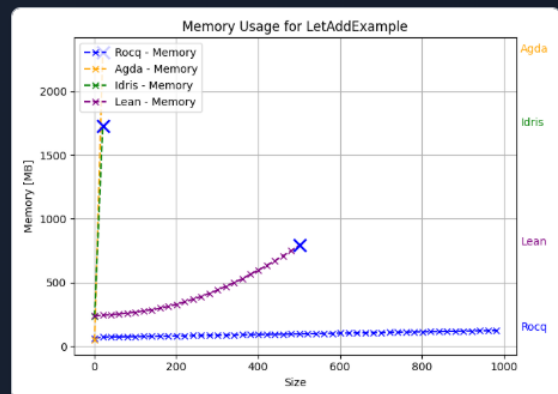 Memory Usage for LetAddExample
Rocq - Memory
Agda - Memory
Idris - Memory
Lean - Memory
Agda
Idris
Lean
Rocq
Memory [MB]
2000
1500
1000
500
0
0 200 400 600 800 1000
Size